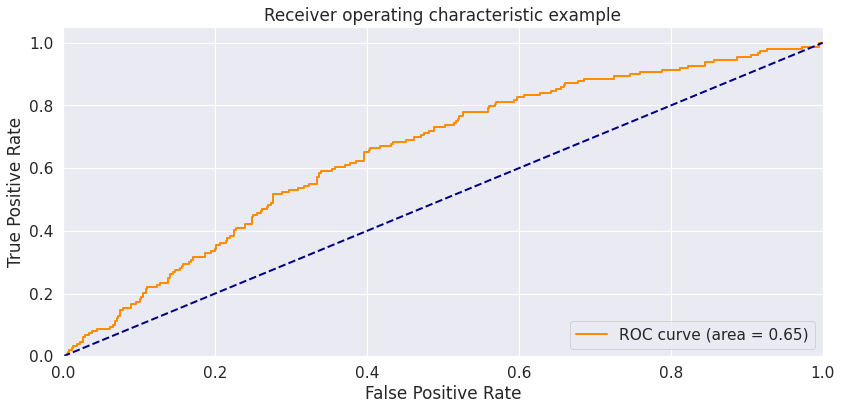 Receiver operating characteristic example
True Positive Rate
1.0
0.8
0.6
0.4
0.2
0.0
ROC curve (area = 0.65)
0.0 0.2 0.4 0.6 0.8 1.0
False Positive Rate